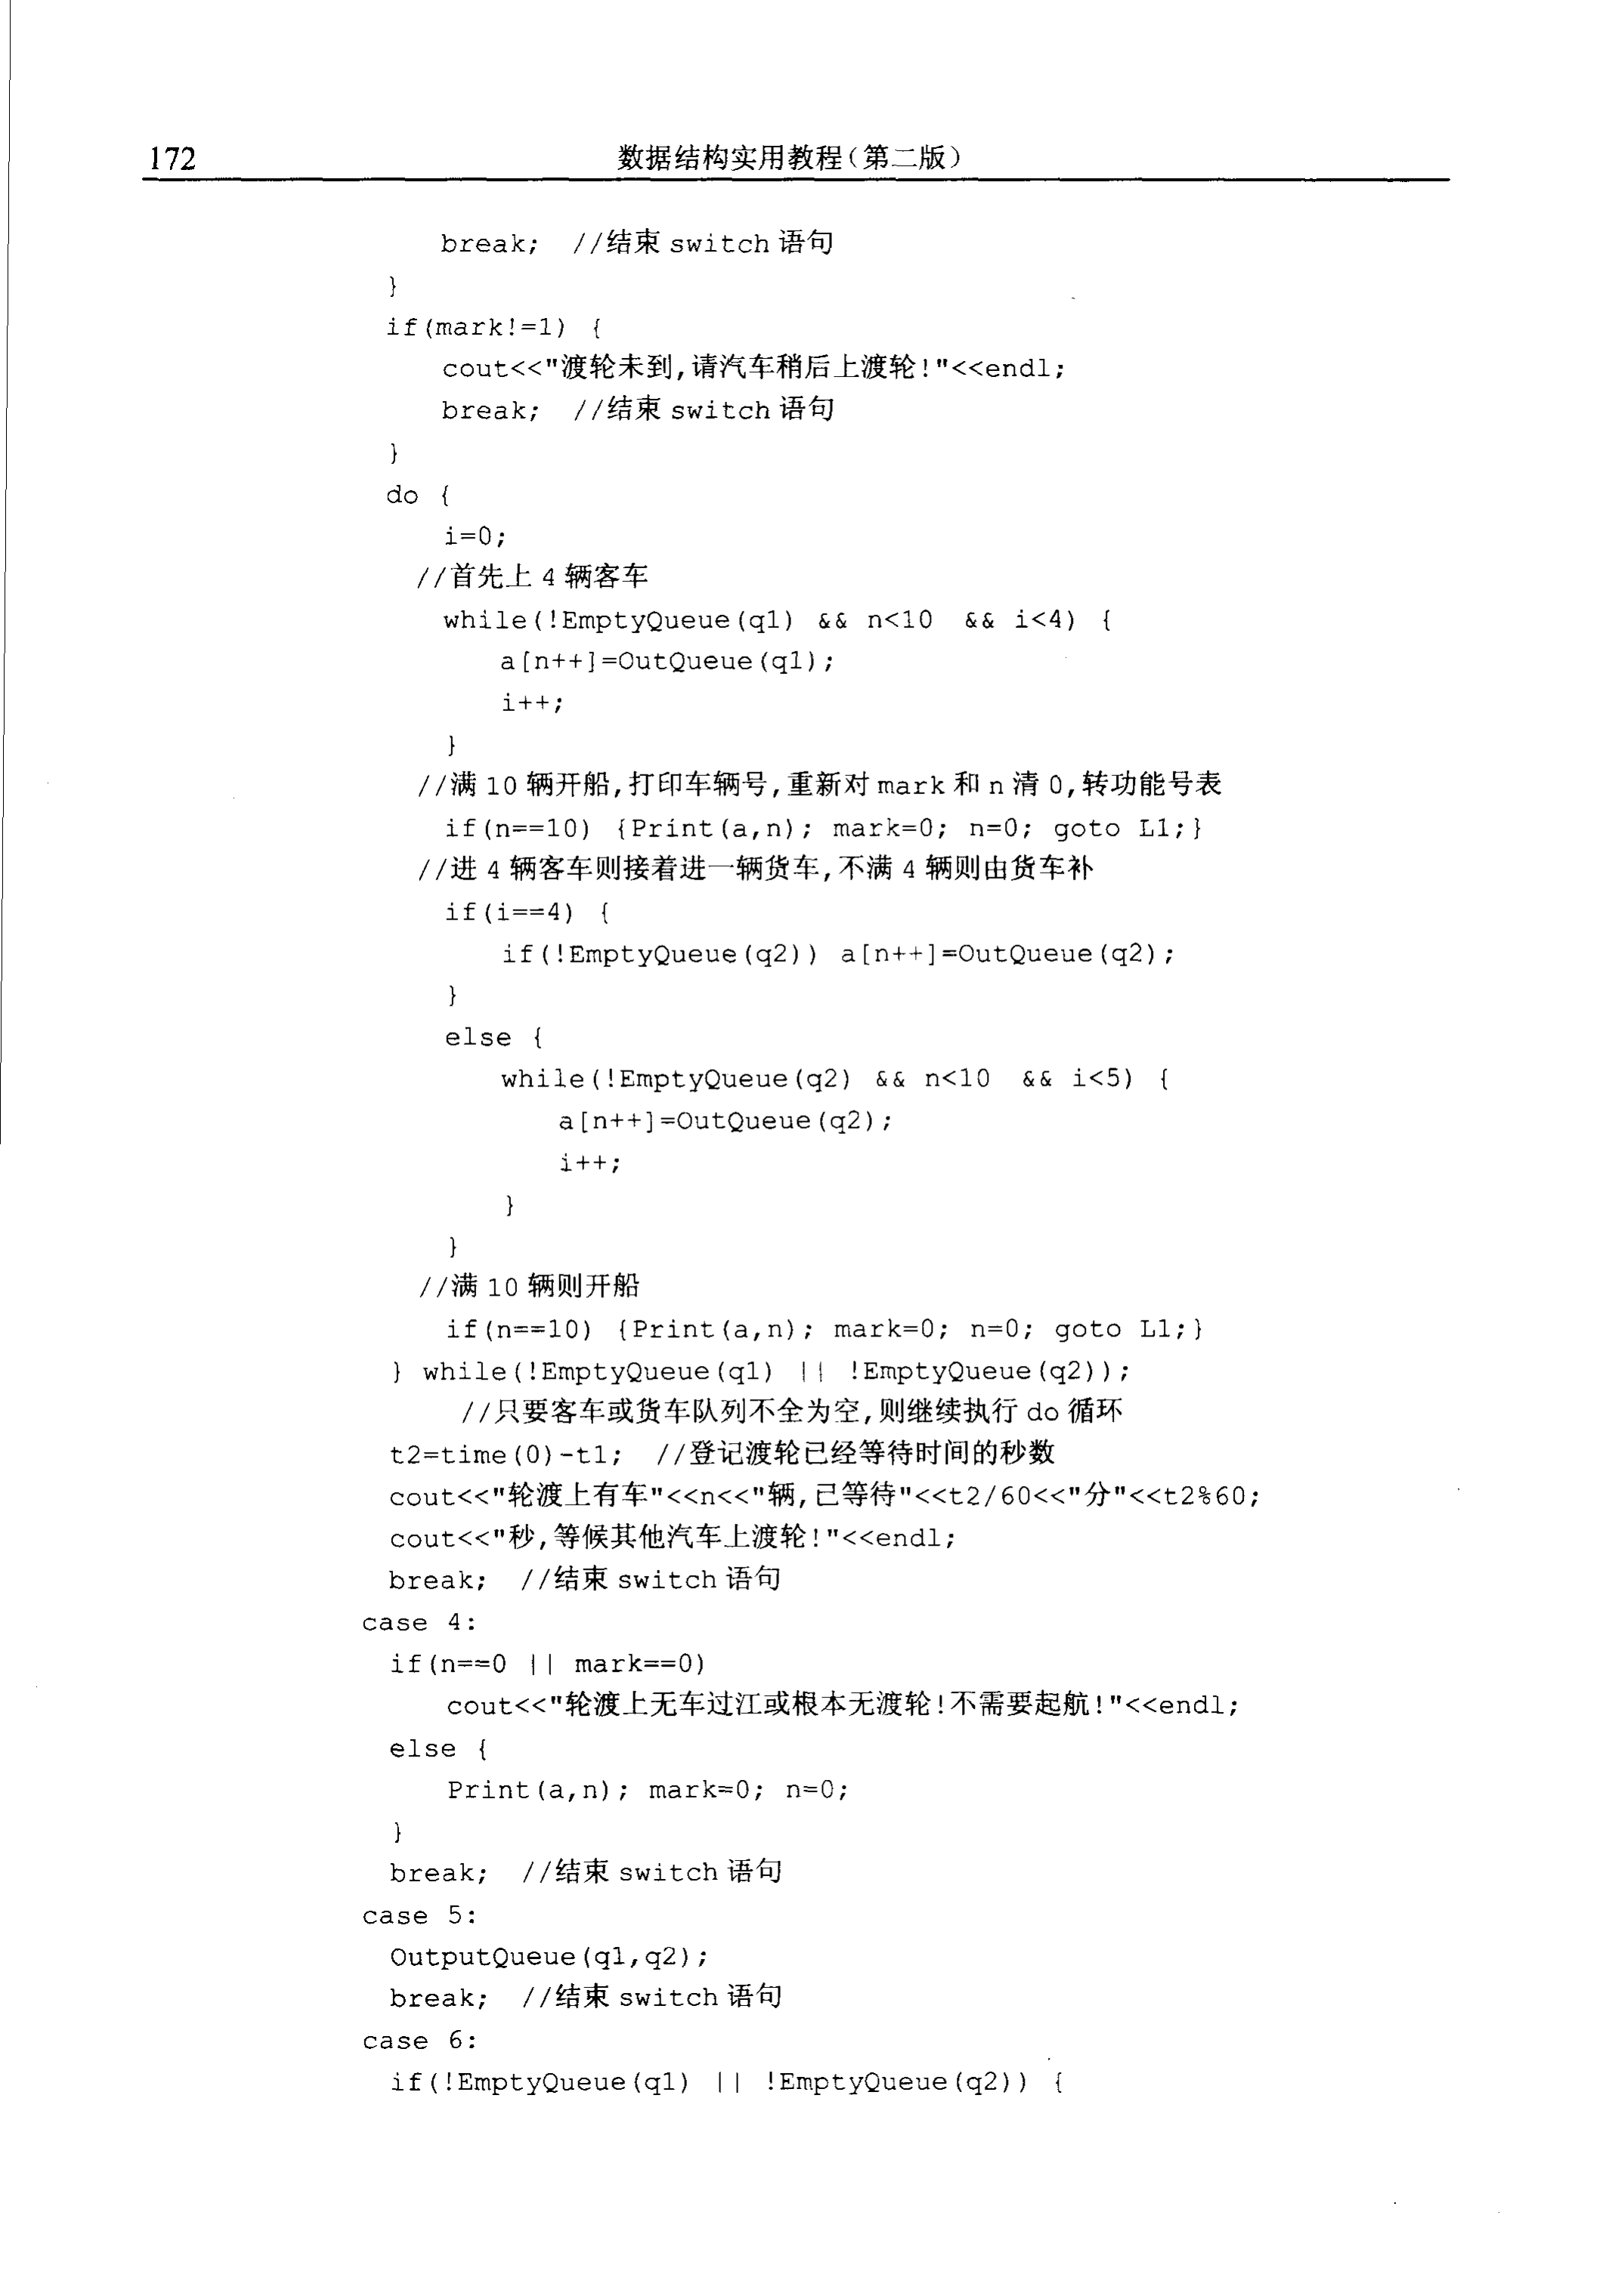 172 数据结构实用教程(第二版)
break; //结束 switch 语句
}
if(mark!=1) {
cout<<"渡轮未到,请汽车稍后上渡轮!"<<endl;
break; //结束 switch 语句
}
do {
i=0;
//首先上 4 辆客车
while(!EmptyQueue(q1) && n<10 && i<4) {
a[n++]=OutQueue(q1);
i++;
}
//满 10 辆开船,打印车辆号,重新对 mark 和 n 清 0,转功能号表
if(n==10) {Print(a,n); mark=0; n=0; goto L1;}
//进 4 辆客车则接着进一辆货车,不满 4 辆则由货车补
if(i==4) {
if(!EmptyQueue(q2)) a[n++]=OutQueue(q2);
}
else {
while(!EmptyQueue(q2) && n<10 && i<5) {
a[n++]=OutQueue(q2);
i++;
}
}
//满 10 辆则开船
if(n==10) {Print(a,n); mark=0; n=0; goto L1;}
} while(!EmptyQueue(q1) || !EmptyQueue(q2));
//只要客车或货车队列不全为空,则继续执行 do 循环
t2=time(0)-t1; //登记渡轮已经等待时间的秒数
cout<<"轮渡上有车"<<n<<"辆,已等待"<<t2/60<<"分"<<t2%60;
cout<<"秒,等候其他汽车上渡轮!"<<endl;
break; //结束 switch 语句
case 4:
if(n==0 || mark==0)
cout<<"轮渡上无车过江或根本无渡轮!不需要起航!"<<endl;
else {
Print(a,n); mark=0; n=0;
}
break; //结束 switch 语句
case 5:
OutputQueue(q1,q2);
break; //结束 switch 语句
case 6:
if(!EmptyQueue(q1) || !EmptyQueue(q2)) {